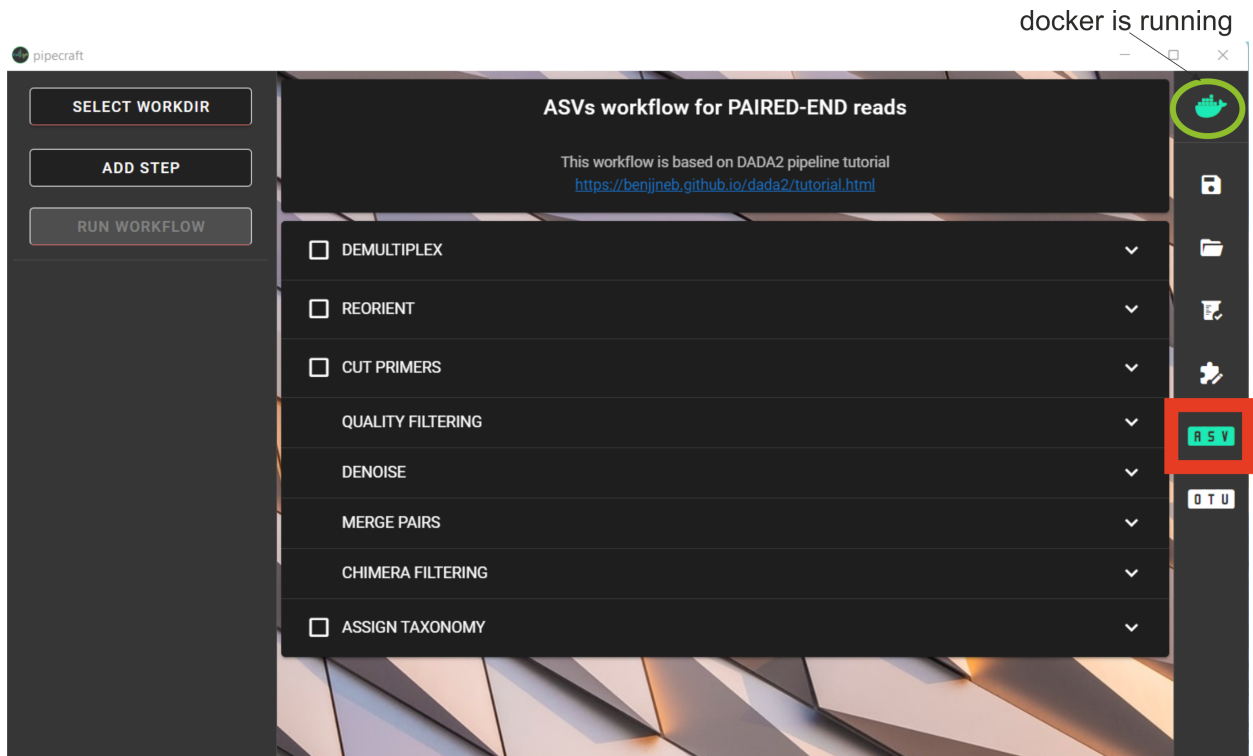 docker is running
pipecraft
SELECT WORKDIR
ADD STEP
RUN WORKFLOW
ASVs workflow for PAIRED-END reads
This workflow is based on DADA2 pipeline tutorial
https://benjjneb.github.io/dada2/tutorial.html
DEMULTIPLEX
REORIENT
CUT PRIMERS
QUALITY FILTERING
DENOISE
MERGE PAIRS
CHIMERA FILTERING
ASSIGN TAXONOMY
ASV
OTU